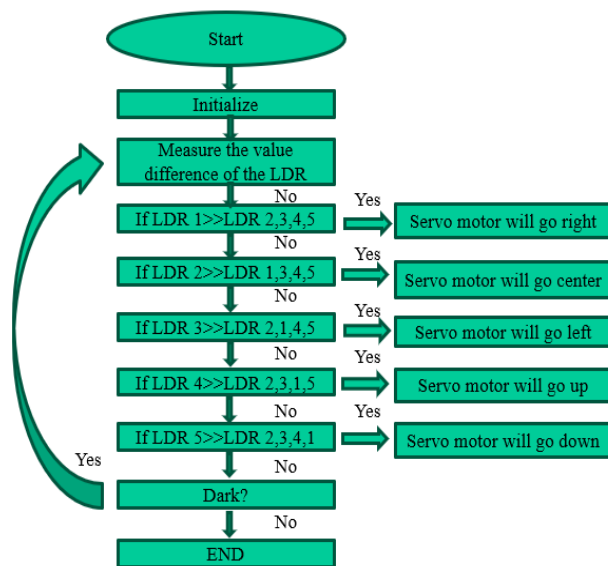 Start
Initialize
Measure the value
difference of the LDR
No
Yes
If LDR 1>>LDR 2,3,4,5
Servo motor will go right
No
Yes
If LDR 2>>LDR 1,3,4,5
Servo motor will go center
No
Yes
If LDR 3>>LDR 2,1,4,5
Servo motor will go left
No
Yes
If LDR 4>>LDR 2,3,1,5
Servo motor will go up
No
Yes
If LDR 5>>LDR 2,3,4,1
Servo motor will go down
Yes
No
Dark?
No
END